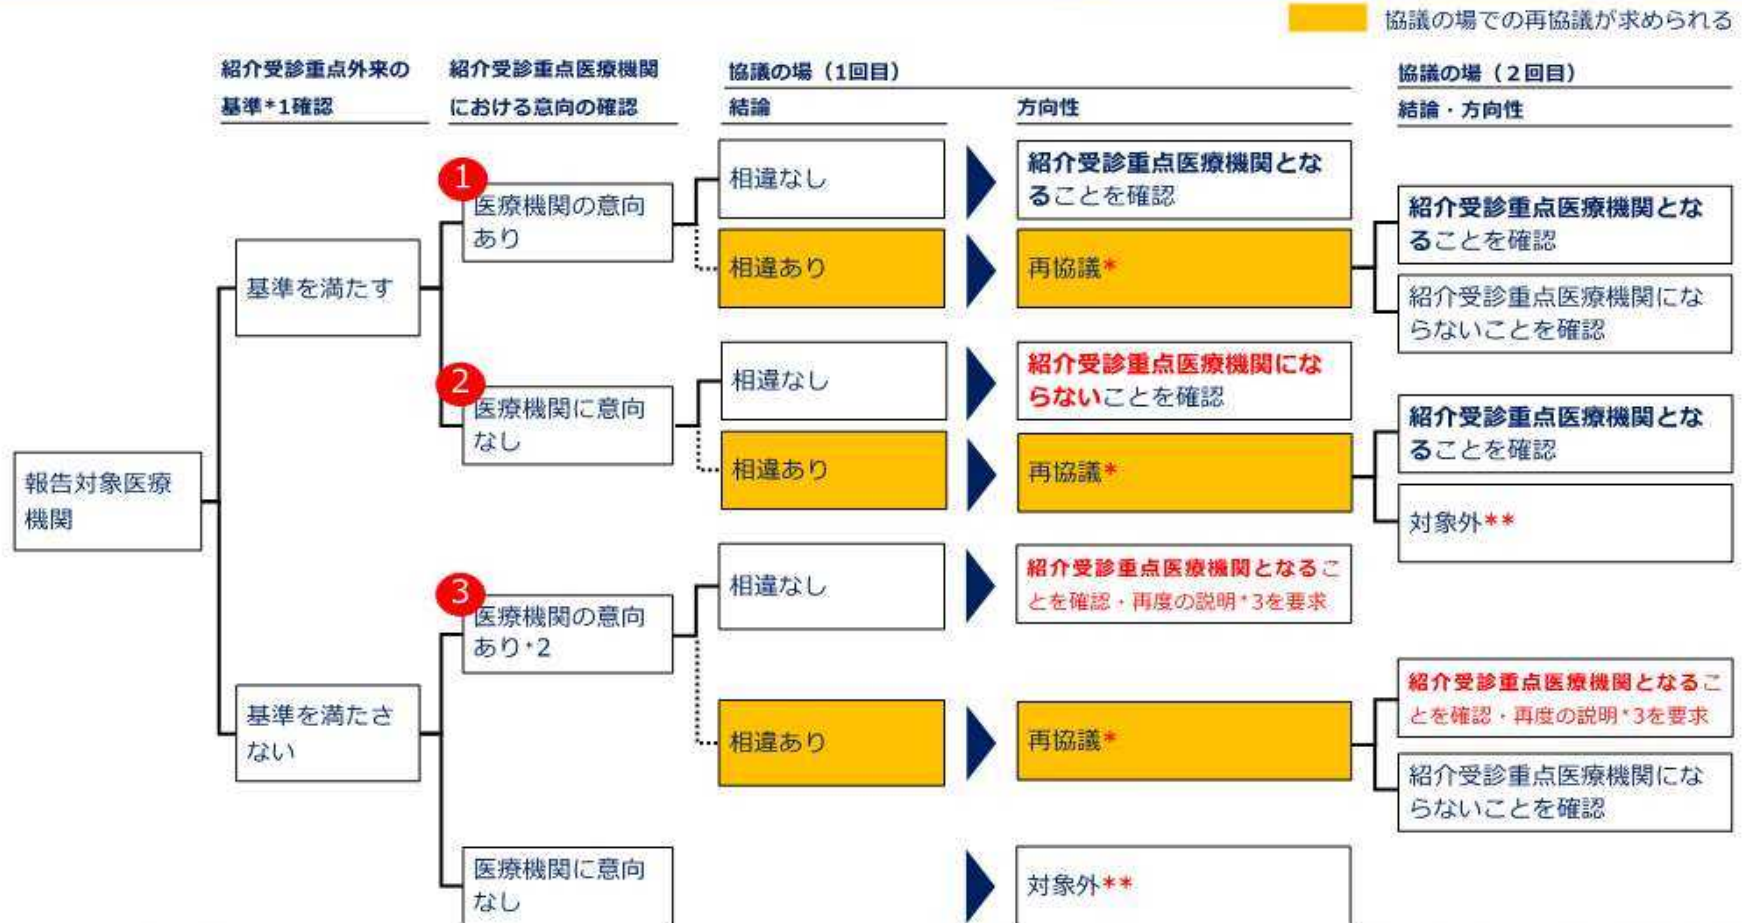 協議の場での再協議が求められる
紹介受診重点外来の
基準*1確認
紹介受診重点医療機関
における意向の確認
協議の場（1回目）
結論
方向性
協議の場（２回目）
結論・方向性
報告対象医療
機関
基準を満たす
1
医療機関の意向
あり
相違なし
紹介受診重点医療機関とな
ることを確認
相違あり
再協議*
紹介受診重点医療機関とな
ることを確認
紹介受診重点医療機関にな
らないことを確認
2
医療機関に意向
なし
相違なし
紹介受診重点医療機関にな
らないことを確認
相違あり
再協議*
紹介受診重点医療機関とな
ることを確認
対象外**
基準を満たさ
ない
3
医療機関の意向
あり*2
相違なし
紹介受診重点医療機関となるこ
とを確認・再度の説明*3を要求
相違あり
再協議*
紹介受診重点医療機関となるこ
とを確認・再度の説明*3を要求
紹介受診重点医療機関にな
らないことを確認
医療機関に意向
なし
対象外**